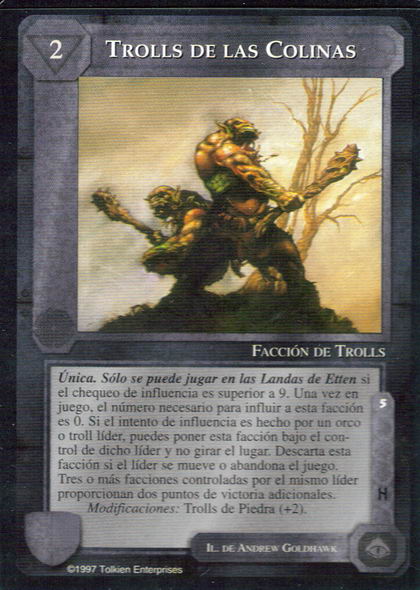 2
TROLLS DE LAS COLINAS
FACCIÓN DE TROLLS
Única. Sólo se puede jugar en las Landas de Etten si
el chequeo de influencia es superior a 9. Una vez en
juego, el número necesario para influir a esta facción
es 0. Si el intento de influencia es hecho por un orco
o troll líder, puedes poner esta facción bajo el con-
trol de dicho líder y no girar el lugar. Descarta esta
facción si el líder se mueve o abandona el juego.
Tres o más facciones controladas por el mismo líder
proporcionan dos puntos de victoria adicionales.
Modificaciones: Trolls de Piedra (+2).
5
H
IL. DE ANDREW GOLDHAWK
©1997 Tolkien Enterprises